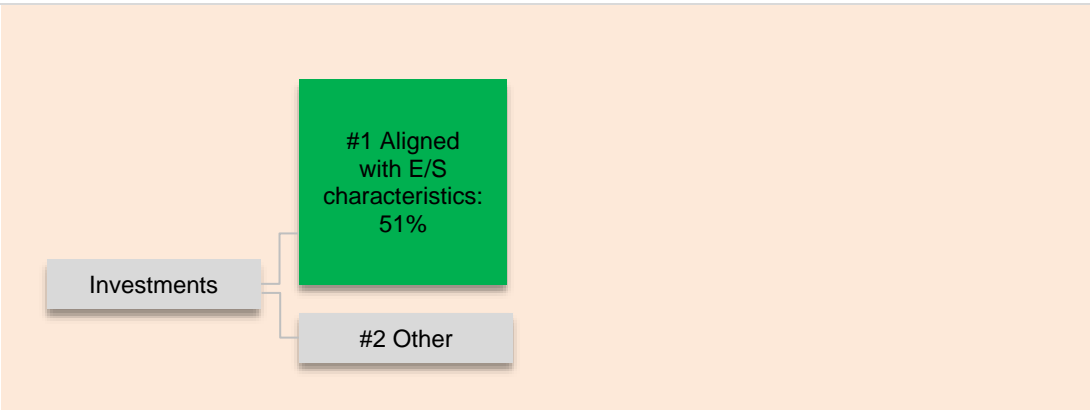 #1 Aligned
with E/S
characteristics:
51%
Investments
#2 Other